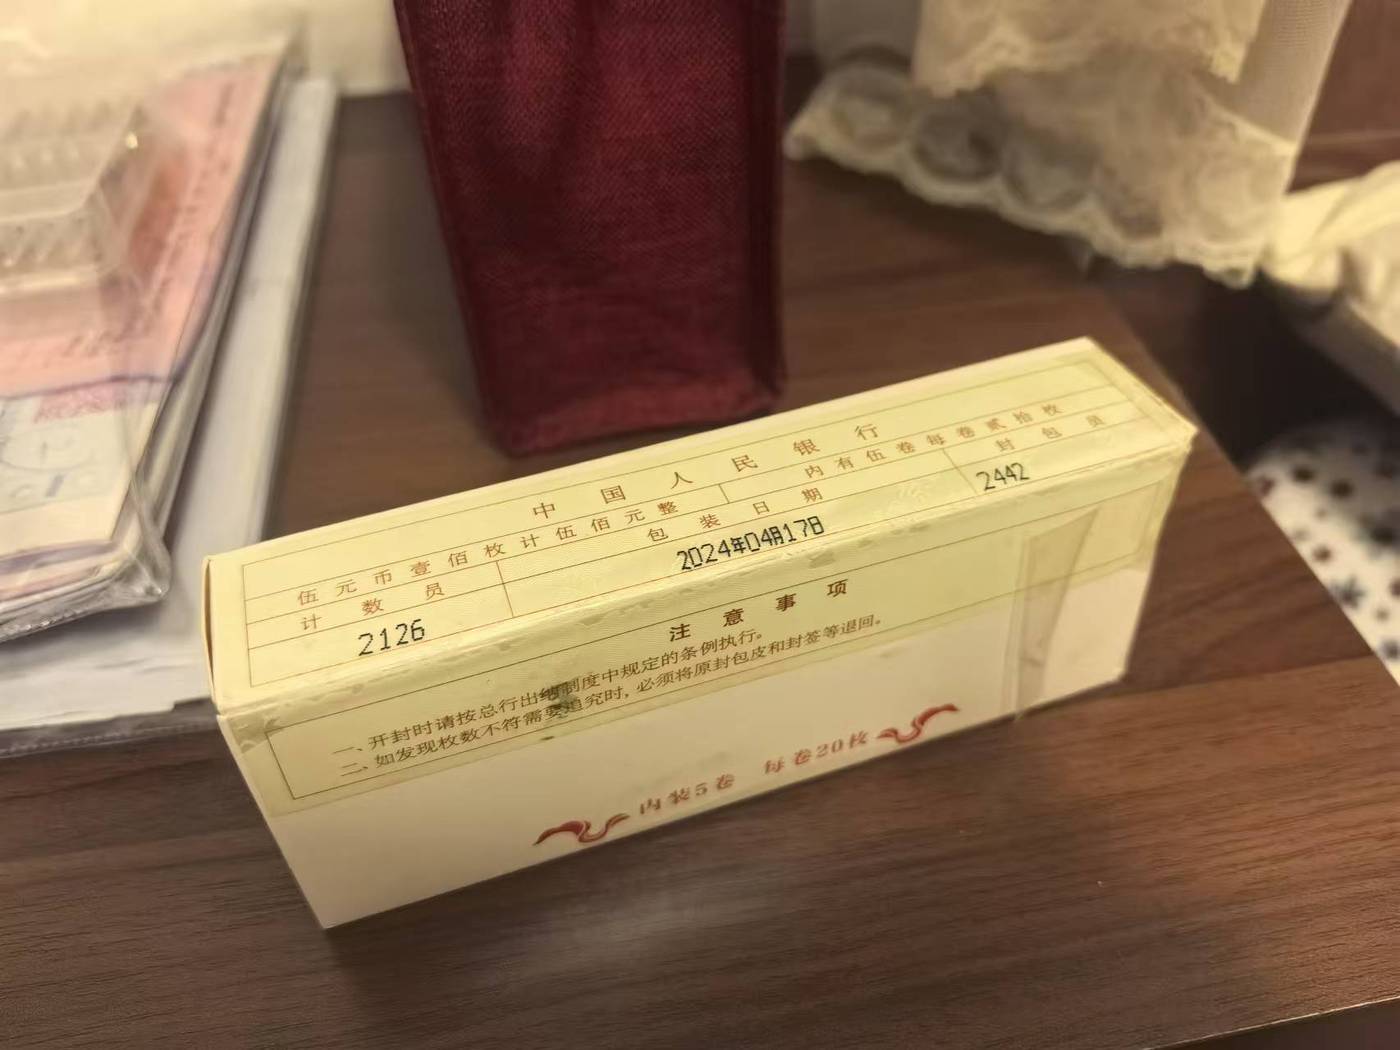 中国人民银行
伍元币壹佰枚计伍佰元整
内有伍卷每卷贰拾枚
计数员
包装日期
封包员
2126
2024年04月17日
2442
注意事项
一、开封时请按总行出纳制度中规定的条例执行。
二、如发现枚数不符需要追究时，必须将原封包皮和封签等退回。
内装5卷 每卷20枚